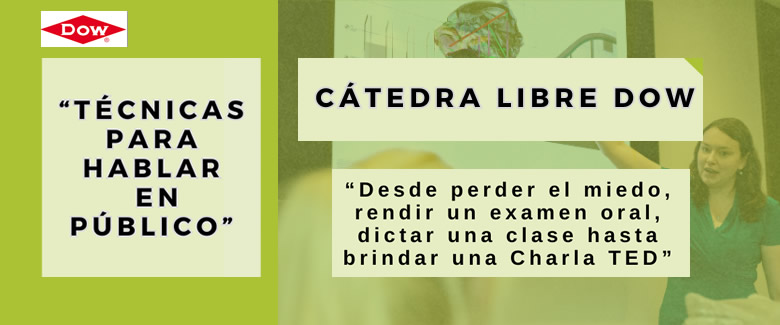 Dow
“TÉCNICAS
PARA
HABLAR
EN
PÚBLICO”
CÁTEDRA LIBRE DOW
“Desde perder el miedo,
rendir un examen oral,
dictar una clase hasta
brindar una Charla TED”